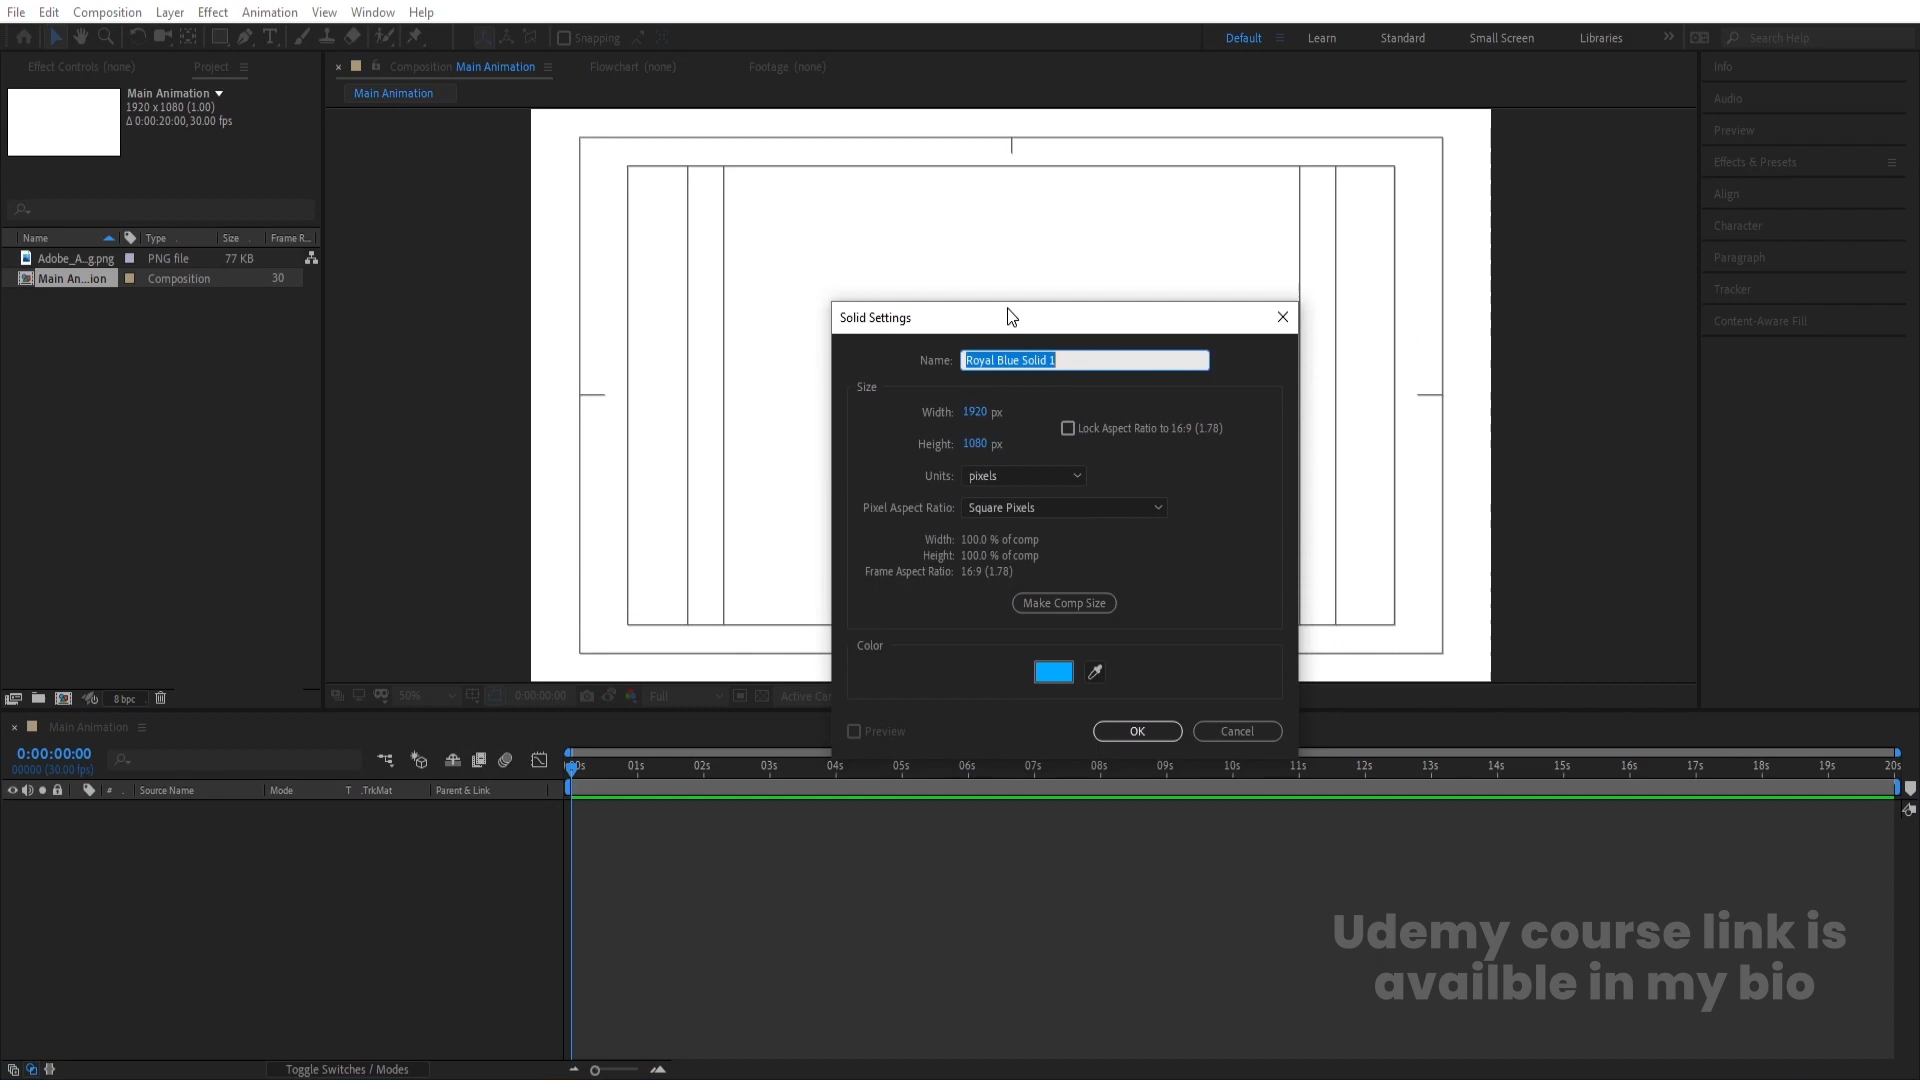 File Edit Composition Layer Effect Animation View Window Help
Snapping
Default Learn Standard Small Screen Libraries Search Help
Effect Controls (none) Project
Composition Main Animation Flowchart (none) Footage (none)
Main Animation
Main Animation
1920 x 1080 (1.00)
Δ 0:00:20:00, 30.00 fps
Name Type Size Frame R...
Adobe_A...g.png PNG file 77 KB
Main An...ion Composition 30
8 bpc
Info
Audio
Preview
Effects & Presets
Align
Character
Paragraph
Tracker
Content-Aware Fill
Solid Settings
Name: Royal Blue Solid 1
Size
Width: 1920 px
Lock Aspect Ratio to 16:9 (1.78)
Height: 1080 px
Units: pixels
Pixel Aspect Ratio: Square Pixels
Width: 100.0 % of comp
Height: 100.0 % of comp
Frame Aspect Ratio: 16:9 (1.78)
Make Comp Size
Color
Preview OK Cancel
50% 0:00:00:00 Full Active Ca
Main Animation
0:00:00:00
00000 (30.00 fps)
00s 01s 02s 03s 04s 05s 06s 07s 08s 09s 10s 11s 12s 13s 14s 15s 16s 17s 18s 19s 20s
# Source Name Mode T .TrkMat Parent & Link
Udemy course link is
availble in my bio
Toggle Switches / Modes